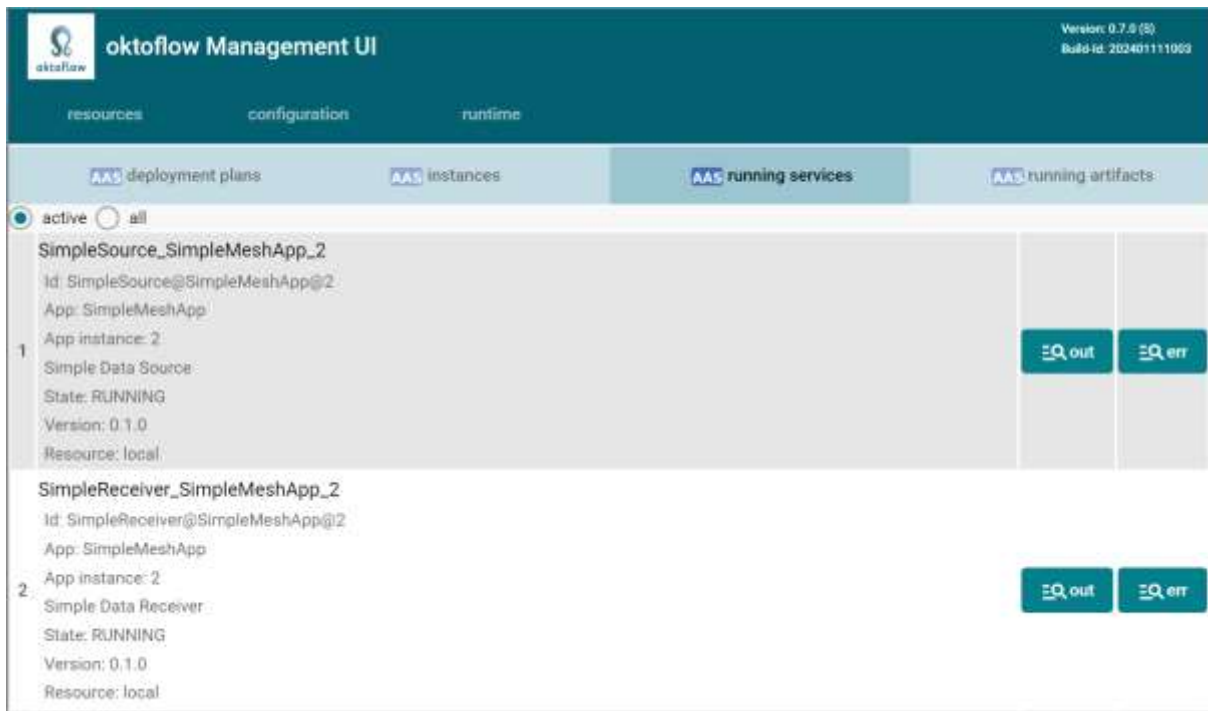 oktoflow
oktoflow Management UI
Version: 0.7.0 (S)
Build-Id: 202401111003
resources configuration runtime
AAS deployment plans AAS instances AAS running services AAS running artifacts
active all
SimpleSource_SimpleMeshApp_2
Id: SimpleSource@SimpleMeshApp@2
App: SimpleMeshApp
1 App instance: 2
out err
Simple Data Source
State: RUNNING
Version: 0.1.0
Resource: local
SimpleReceiver_SimpleMeshApp_2
Id: SimpleReceiver@SimpleMeshApp@2
App: SimpleMeshApp
2 App instance: 2
out err
Simple Data Receiver
State: RUNNING
Version: 0.1.0
Resource: local